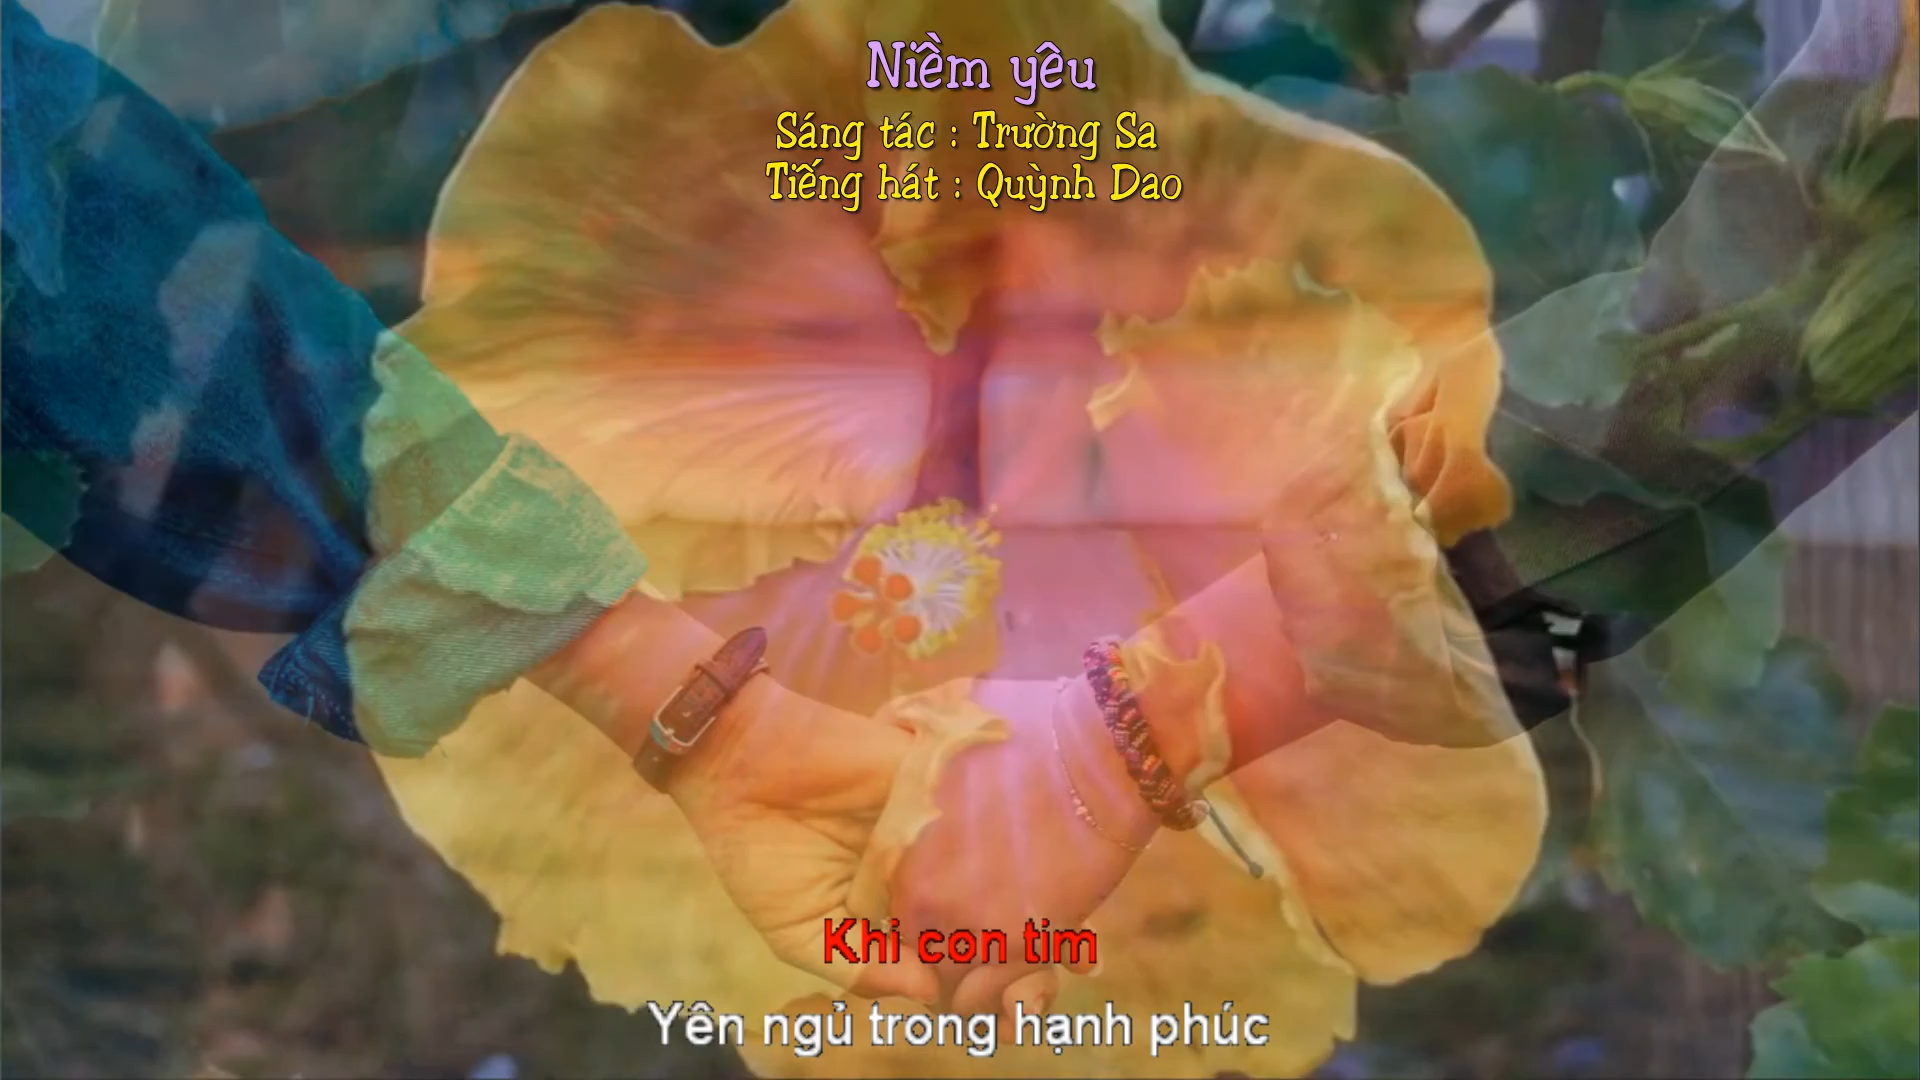 Niềm yêu
Sáng tác : Trường Sa
Tiếng hát : Quỳnh Dao
Khi con tim
Yên ngủ trong hạnh phúc